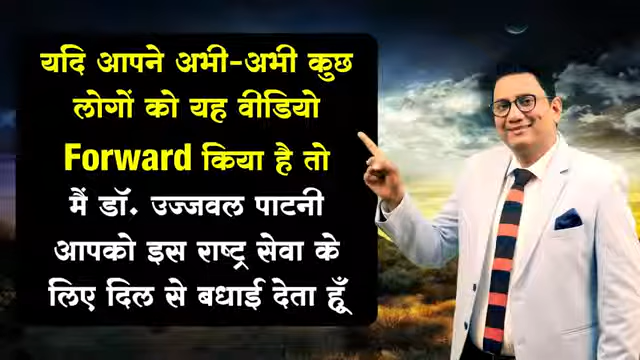 यदि आपने अभी-अभी कुछ
लोगों को यह वीडियो
Forward किया है तो
मैं डॉ. उज्जवल पाटनी
आपको इस राष्ट्र सेवा के
लिए दिल से बधाई देता हूँ